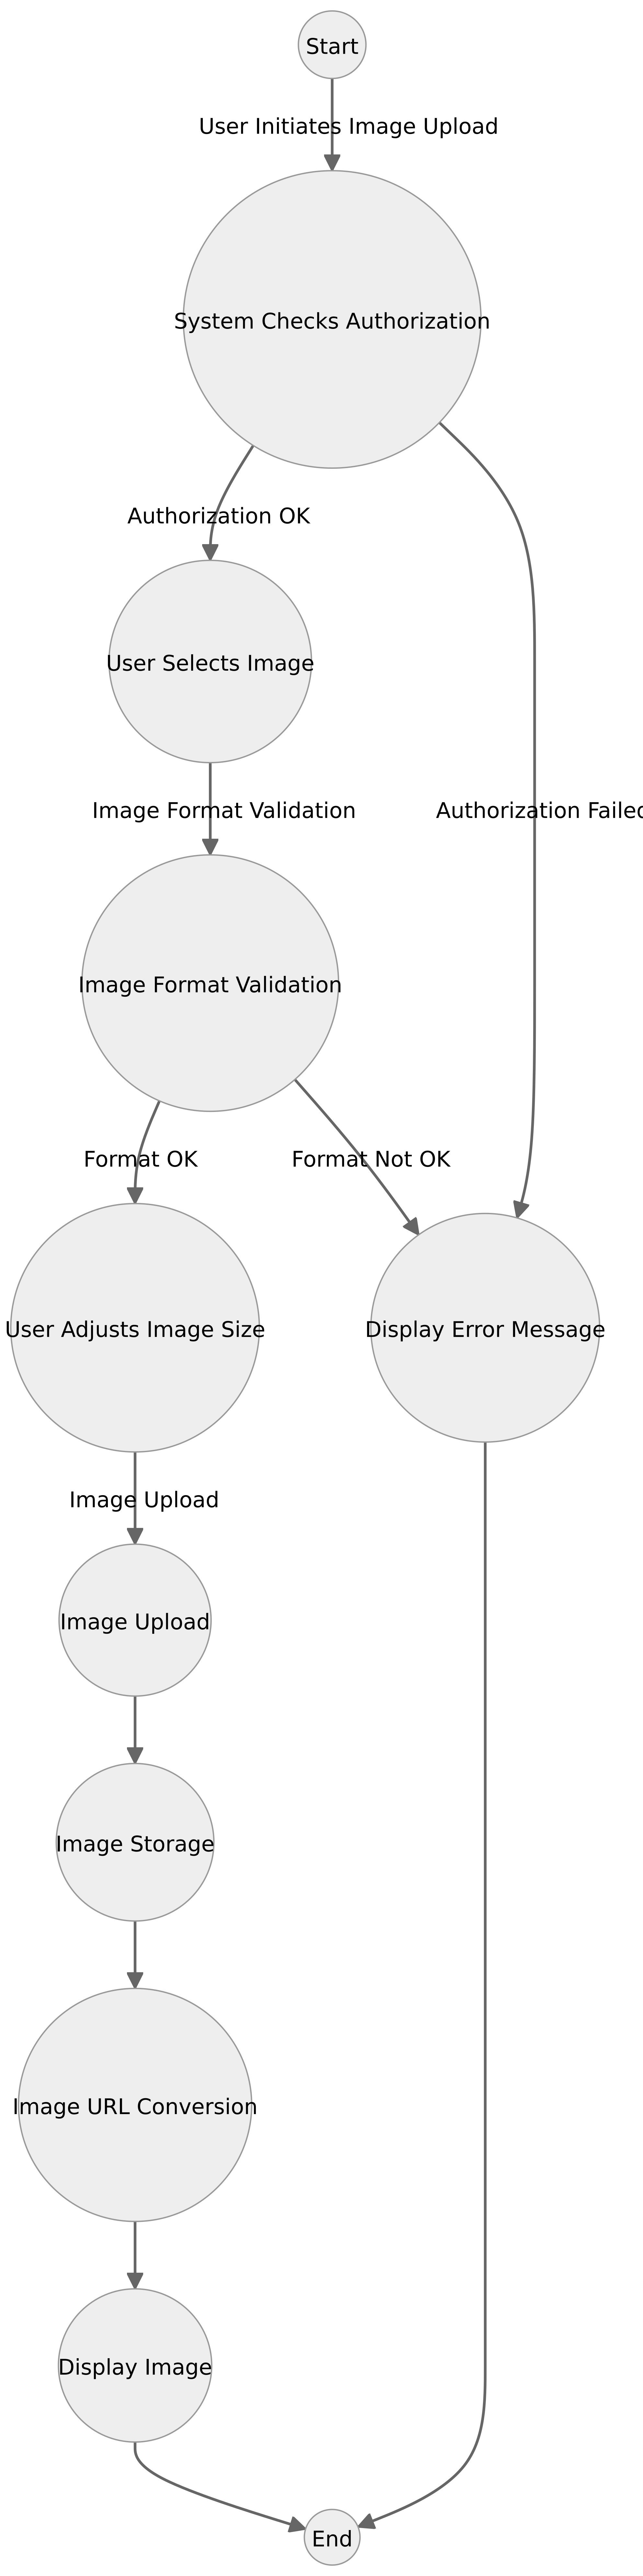 Start
User Initiates Image Upload
System Checks Authorization
Authorization OK
User Selects Image
Image Format Validation
Authorization Failed
Image Format Validation
Format OK
Format Not OK
User Adjusts Image Size
Display Error Message
Image Upload
Image Upload
Image Storage
Image URL Conversion
Display Image
End